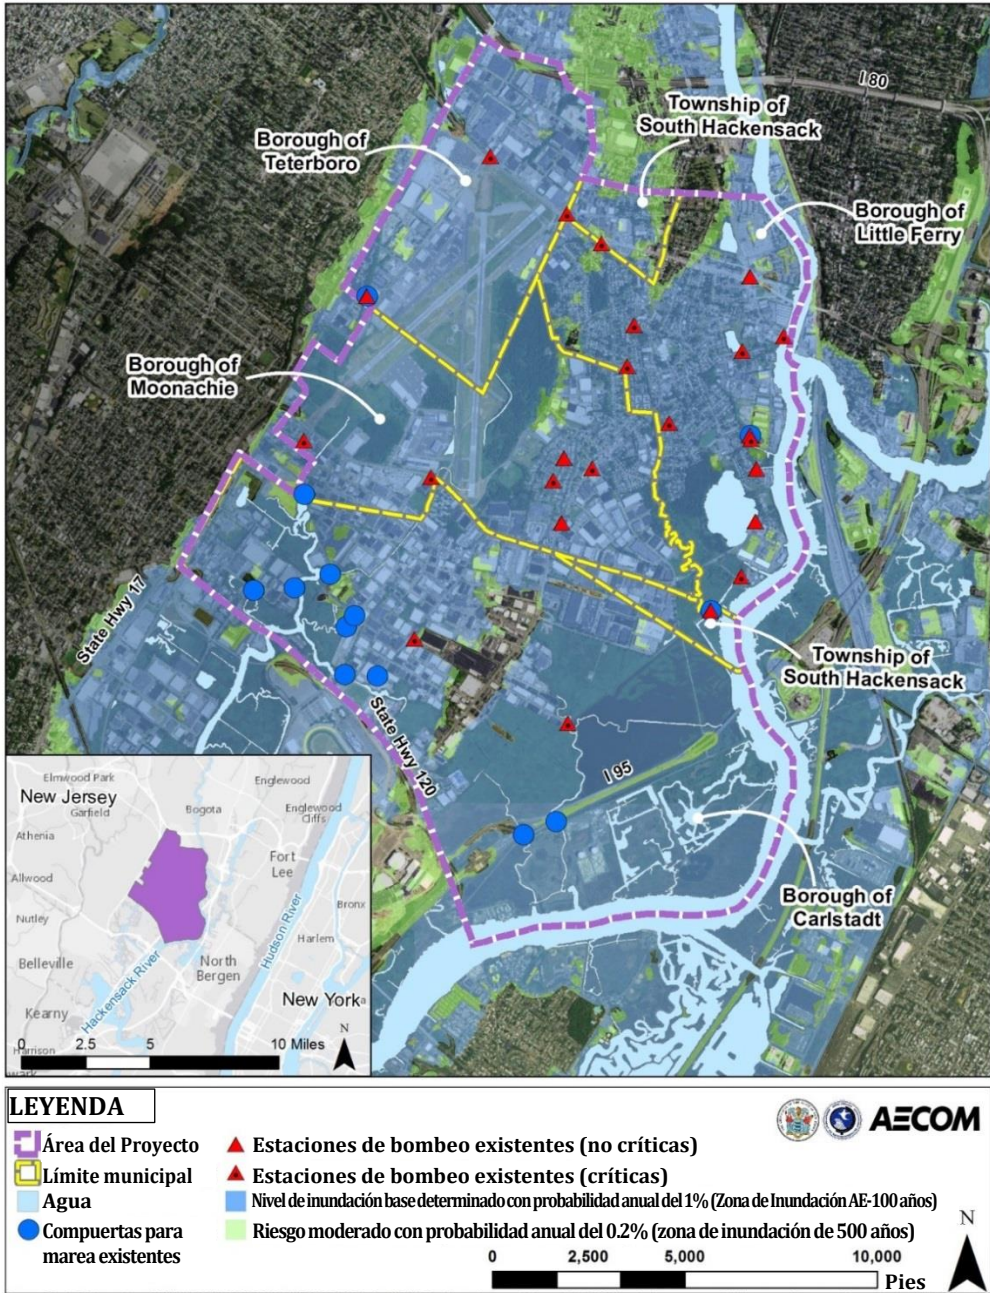 I 80
Township of
South Hackensack
Borough of
Teterboro
Borough of
Little Ferry
Borough of
Moonachie
State Hwy 17
Township of
South Hackensack
State Hwy 120
I 95
Borough of
Carlstadt
Elmwood Park
Englewood
New Jersey
Garfield
Bogota
Englewood
Cliffs
Athenia
Fort
Lee
Allwood
Bronx
Nutley
Hudson River
Harlem
Belleville
North
Bergen
Hackensack River
New York
Kearny
N
Harrison
0 2.5 5 10 Miles
LEYENDA
AECOM
Área del Proyecto
Estaciones de bombeo existentes (no críticas)
Límite municipal
Estaciones de bombeo existentes (críticas)
Agua
Nivel de inundación base determinado con probabilidad anual del 1% (Zona de Inundación AE-100 años)
Compuertas para
marea existentes
Riesgo moderado con probabilidad anual del 0.2% (zona de inundación de 500 años)
N
0 2,500 5,000 10,000
Pies